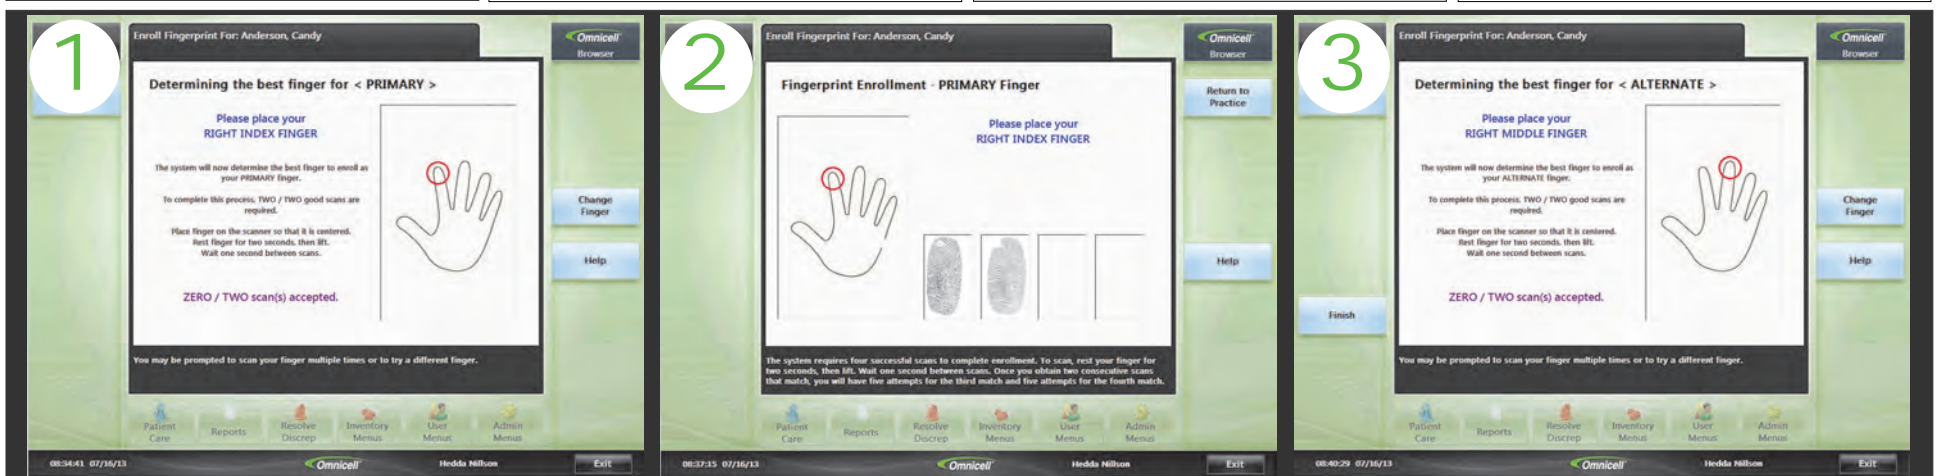 1
Enroll Fingerprint For: Anderson, Candy
Omnicell
Browser
Determining the best finger for < PRIMARY >
Please place your
RIGHT INDEX FINGER
The system will now determine the best finger to enroll as
your PRIMARY finger.
To complete this process, TWO / TWO good scans are
required.
Place finger on the scanner so that it is centered.
Rest finger for two seconds, then lift.
Wait one second between scans.
ZERO / TWO scan(s) accepted.
Change
Finger
Help
You may be prompted to scan your finger multiple times or to try a different finger.
Patient
Care
Reports
Resolve
Discrep
Inventory
Menus
User
Menus
Admin
Menus
08:34:41 07/16/13
Omnicell
Hedda Nillson
Exit
2
Enroll Fingerprint For: Anderson, Candy
Omnicell
Browser
Fingerprint Enrollment - PRIMARY Finger
Return to
Practice
Please place your
RIGHT INDEX FINGER
Help
The system requires four successful scans to complete enrollment. To scan, rest your finger for
two seconds, then lift. Wait one second between scans. Once you obtain two consecutive scans
that match, you will have five attempts for the third match and five attempts for the fourth match.
Patient
Care
Reports
Resolve
Discrep
Inventory
Menus
User
Menus
Admin
Menus
08:37:15 07/16/13
Omnicell
Hedda Nillson
Exit
3
Enroll Fingerprint For: Anderson, Candy
Omnicell
Browser
Determining the best finger for < ALTERNATE >
Please place your
RIGHT MIDDLE FINGER
The system will now determine the best finger to enroll as
your ALTERNATE finger.
To complete this process, TWO / TWO good scans are
required.
Place finger on the scanner so that it is centered.
Rest finger for two seconds, then lift.
Wait one second between scans.
ZERO / TWO scan(s) accepted.
Change
Finger
Help
Finish
You may be prompted to scan your finger multiple times or to try a different finger.
Patient
Care
Reports
Resolve
Discrep
Inventory
Menus
User
Menus
Admin
Menus
08:40:29 07/16/13
Omnicell
Hedda Nillson
Exit